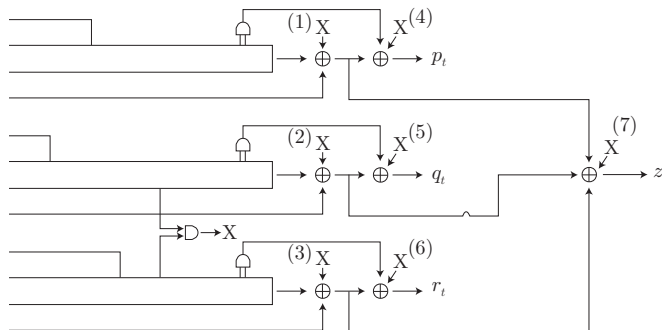 (1) X X (4)
p_t
(2) X X (5)
(7)
X
q_t
z
X
(3) X X (6)
r_t